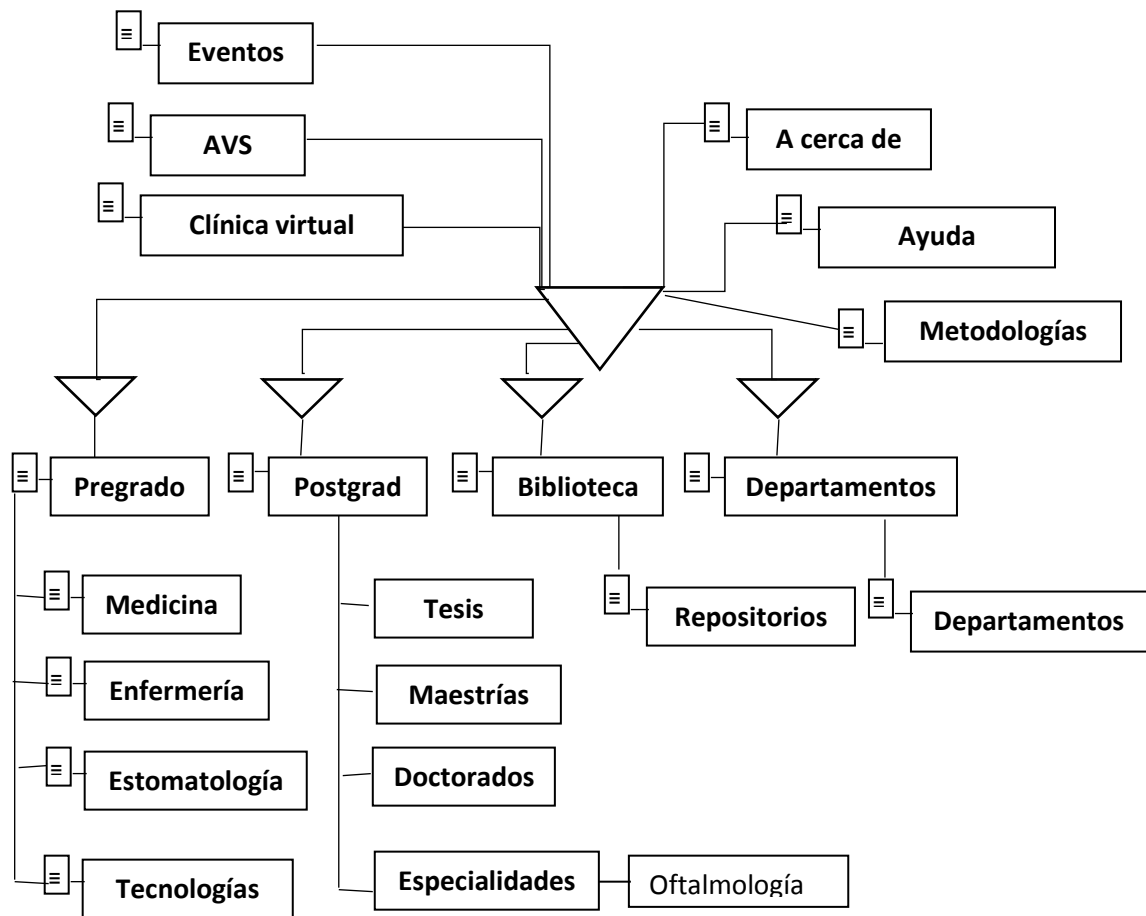 Eventos
AVS
A cerca de
Clínica virtual
Ayuda
Metodologías
Pregrado
Postgrad
Biblioteca
Departamentos
Medicina
Tesis
Repositorios
Departamentos
Enfermería
Maestrías
Estomatología
Doctorados
Tecnologías
Especialidades
Oftalmología